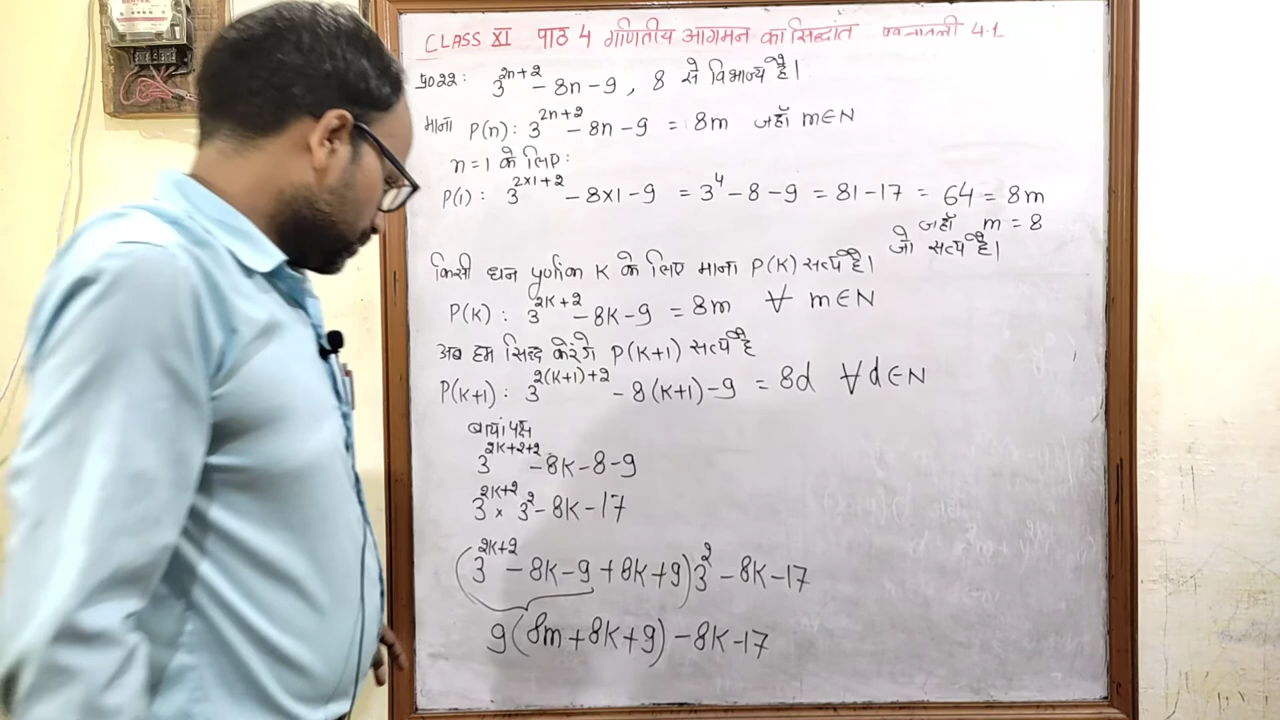 CLASS XI पाठ 4 गणितीय आगमन का सिद्धांत प्रश्नावली 4.1
प्र022: 3^{2n+2} - 8n - 9 , 8 से विभाज्य है।
माना P(n): 3^{2n+2} - 8n - 9 = 8m जहाँ m∈N
n=1 के लिए:
P(1): 3^{2×1+2} - 8×1 - 9 = 3^4 - 8 - 9 = 81 - 17 = 64 = 8m
जहाँ m = 8
जो सत्य है।
किसी धन पूर्णांक K के लिए माना P(K) सत्य है।
P(K): 3^{2K+2} - 8K - 9 = 8m ∀ m∈N
अब हम सिद्ध करेंगे P(K+1) सत्य है
P(K+1): 3^{2(K+1)+2} - 8(K+1) - 9 = 8d ∀ d∈N
बायां पक्ष
3^{2K+2+2} - 8K - 8 - 9
3^{2K+2} × 3^2 - 8K - 17
(3^{2K+2} - 8K - 9 + 8K + 9)3^2 - 8K - 17
9(8m + 8K + 9) - 8K - 17